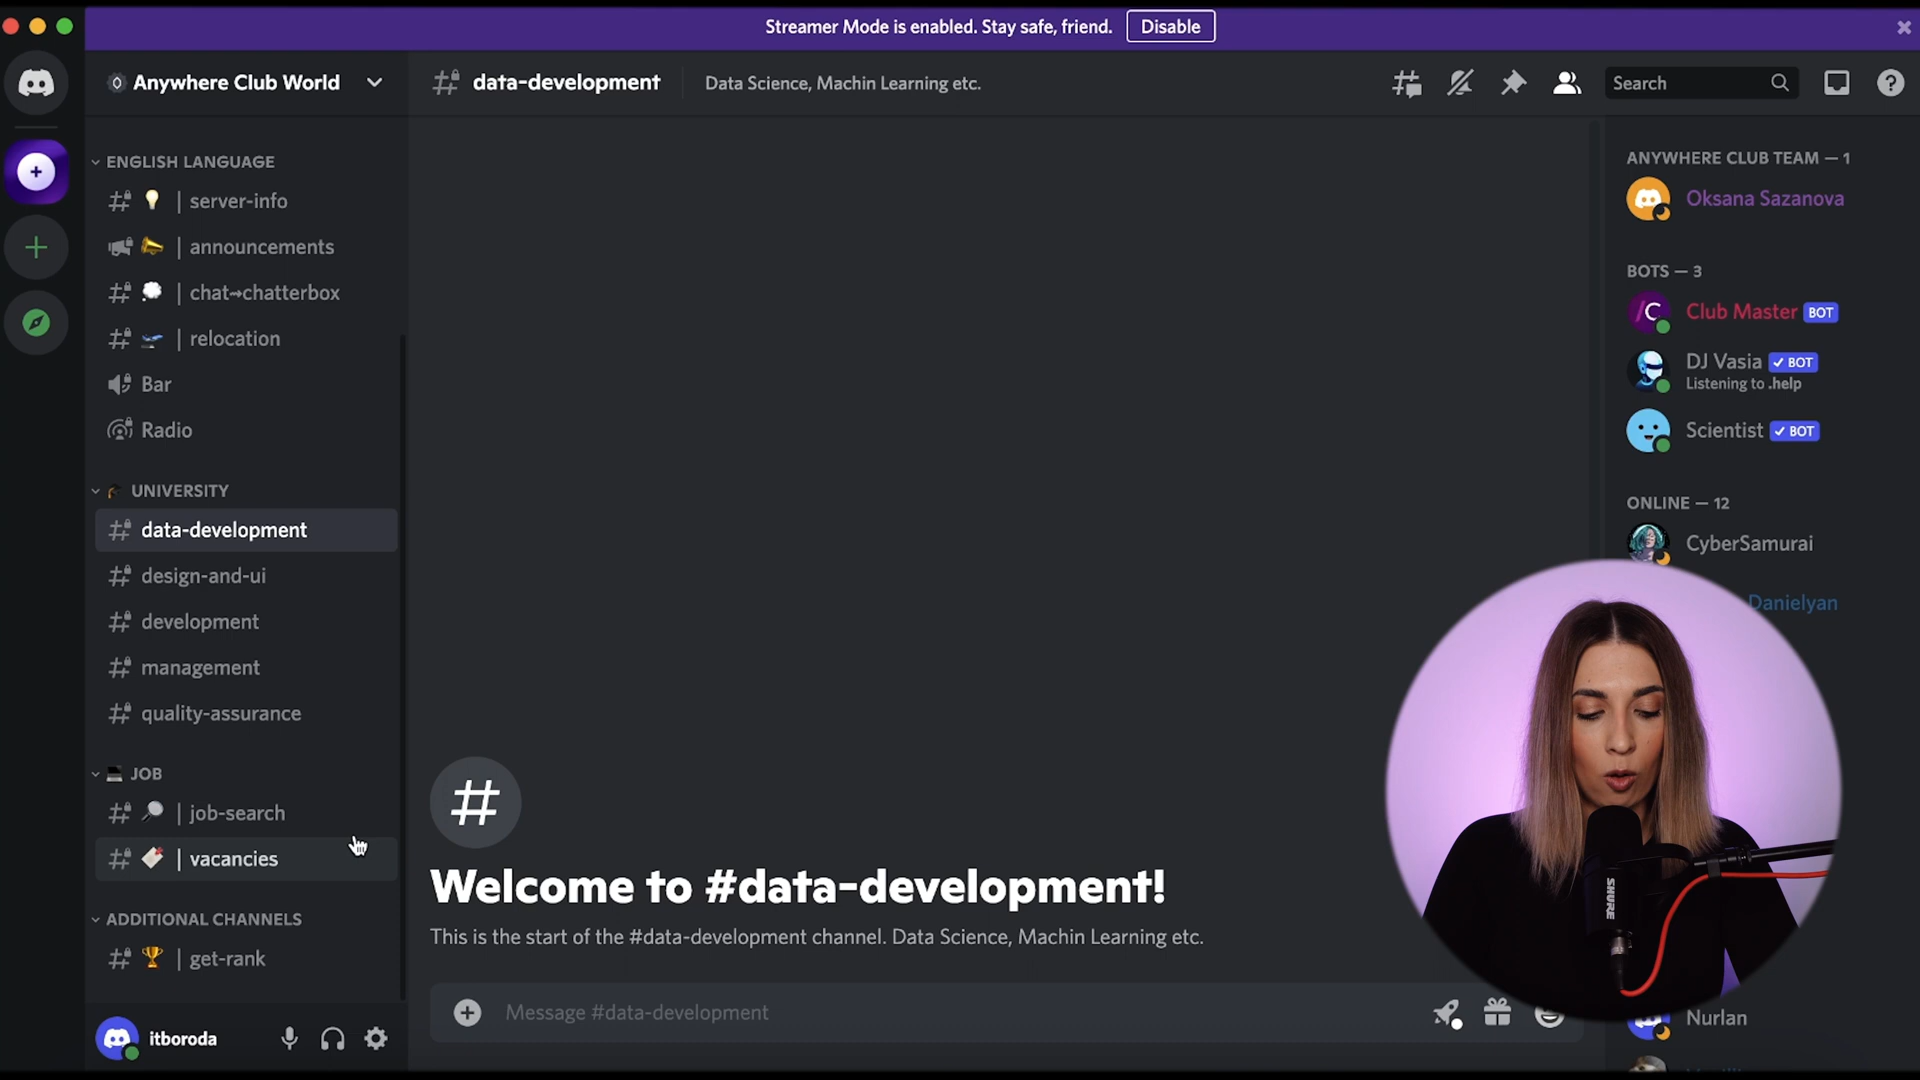 Streamer Mode is enabled. Stay safe, friend. Disable
Anywhere Club World
data-development
Data Science, Machin Learning etc.
Search
ENGLISH LANGUAGE
| server-info
| announcements
| chat⇝chatterbox
| relocation
Bar
Radio
UNIVERSITY
data-development
design-and-ui
development
management
quality-assurance
JOB
| job-search
| vacancies
ADDITIONAL CHANNELS
| get-rank
itboroda
Welcome to #data-development!
This is the start of the #data-development channel. Data Science, Machin Learning etc.
Message #data-development
ANYWHERE CLUB TEAM — 1
Oksana Sazanova
BOTS — 3
/C
Club Master BOT
DJ Vasia ✓ BOT
Listening to .help
Scientist ✓ BOT
ONLINE — 12
CyberSamurai
Danielyan
SHURE
Nurlan